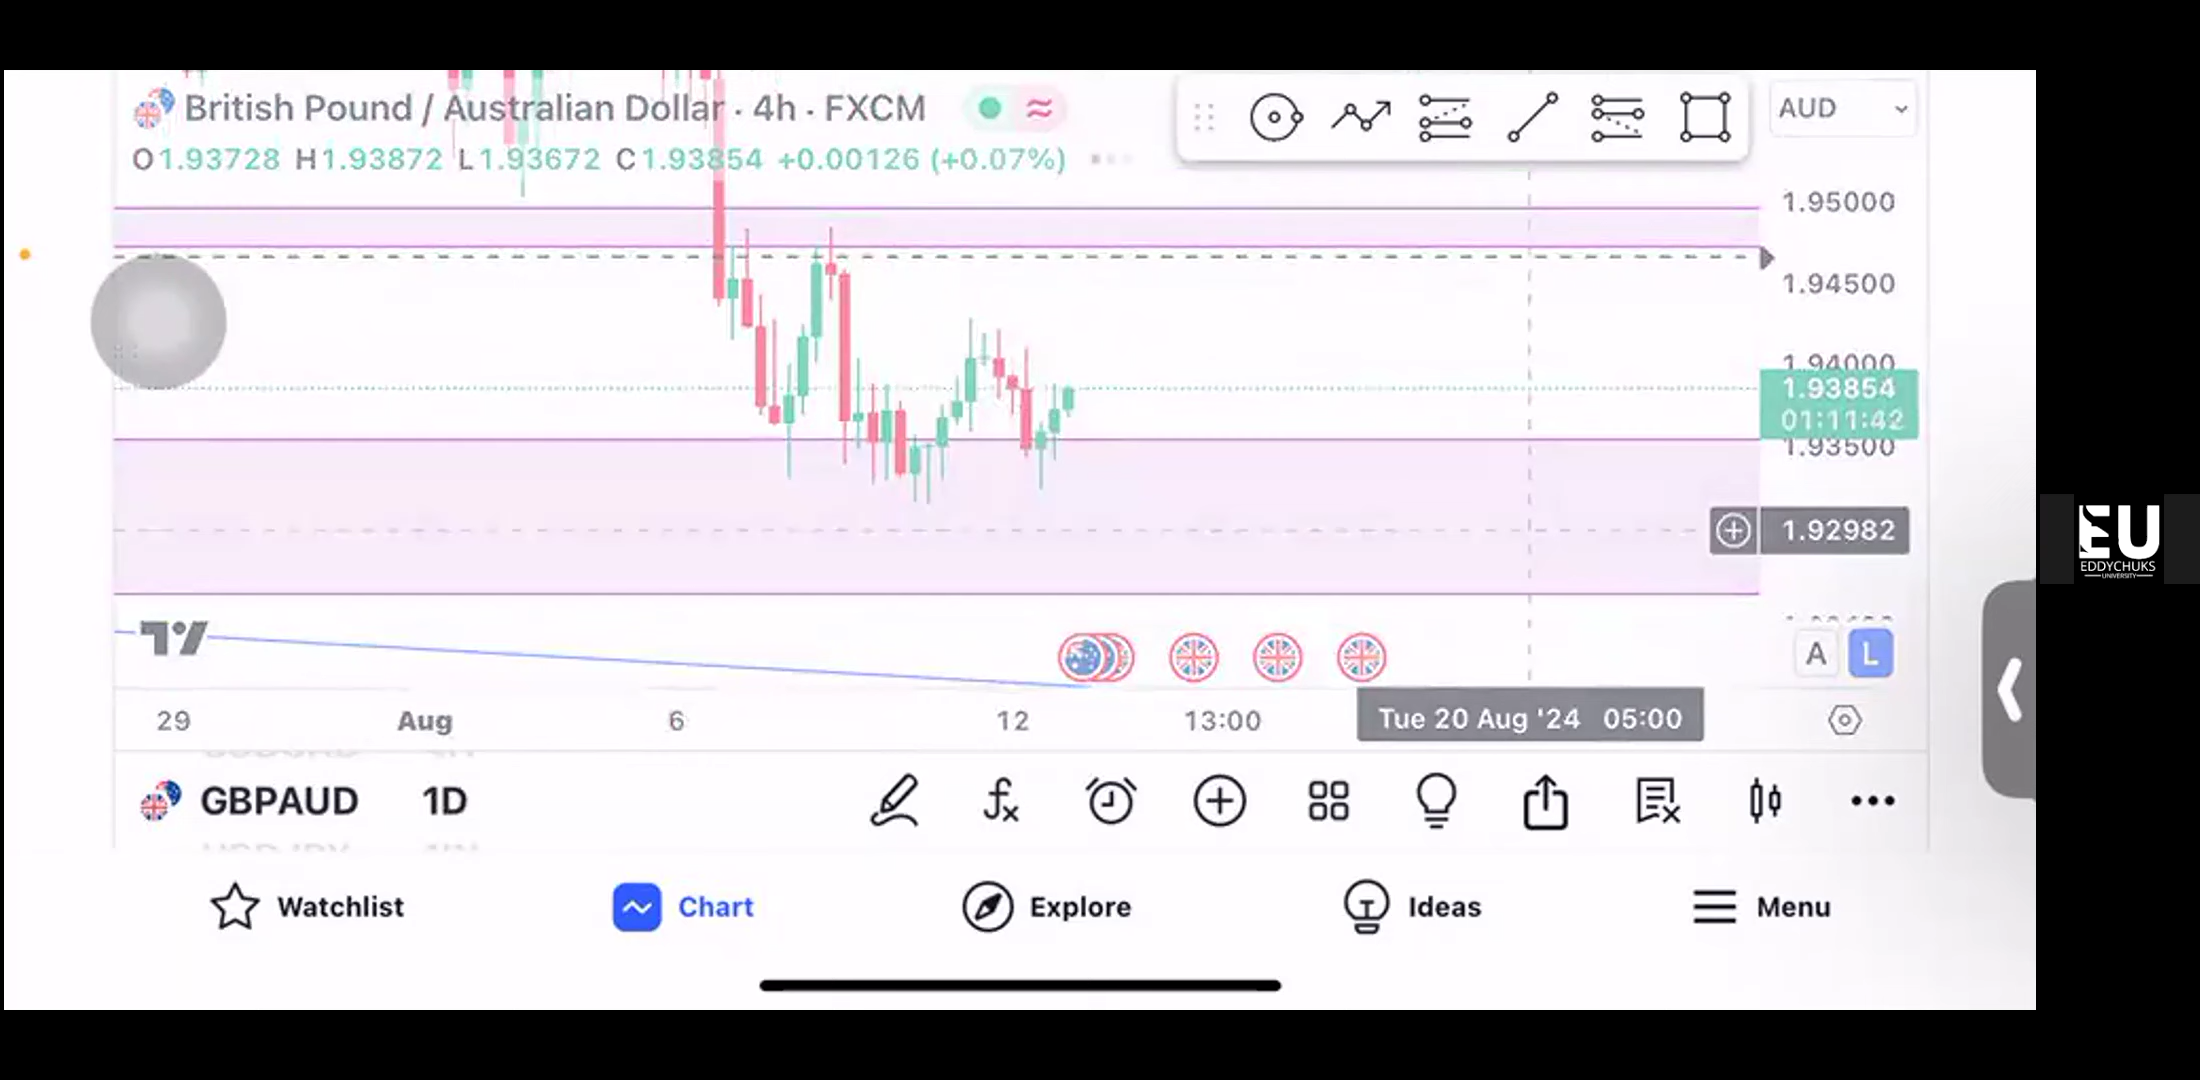 British Pound / Australian Dollar · 4h · FXCM
AUD
O1.93728 H1.93872 L1.93672 C1.93854 +0.00126 (+0.07%)
1.95000
1.94500
1.94000
1.93854
01:11:42
1.93500
1.92982
EU
EDDYCHUKS
UNIVERSITY
A
L
29
Aug
6
12
13:00
Tue 20 Aug '24 05:00
GBPAUD 1D
Watchlist
Chart
Explore
Ideas
Menu